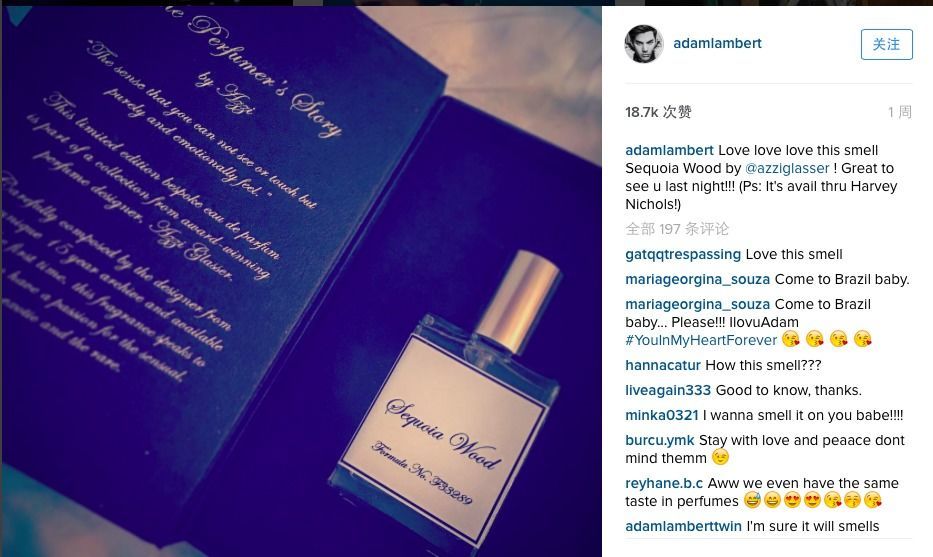 The Perfumer's Story
by Azzi
"The sense that you can not see or touch but
purely and emotionally feel."
This limited edition bespoke eau de parfum
is part of a collection from award-winning
perfume designer, Azzi Glasser.
Carefully composed by the designer from
unique 15 year archive and available
first time, this fragrance speaks to
have a passion for the sensual,
and the rare.
Sequoia Wood
Formula No. F33289
adamlambert
关注
18.7k 次赞
1 周
adamlambert Love love love this smell
Sequoia Wood by @azziglasser ! Great to
see u last night!!! (Ps: It's avail thru Harvey
Nichols!)
全部 197 条评论
gatqqtrespassing Love this smell
mariageorgina_souza Come to Brazil baby.
mariageorgina_souza Come to Brazil
baby... Please!!! IlovuAdam
#YouInMyHeartForever 😘 😘 😘 😘
hannacatur How this smell???
liveagain333 Good to know, thanks.
minka0321 I wanna smell it on you babe!!!!
burcu.ymk Stay with love and peaace dont
mind themm 😉
reyhane.b.c Aww we even have the same
taste in perfumes 😅😄😍😍😘😚😘
adamlamberttwin I'm sure it will smells